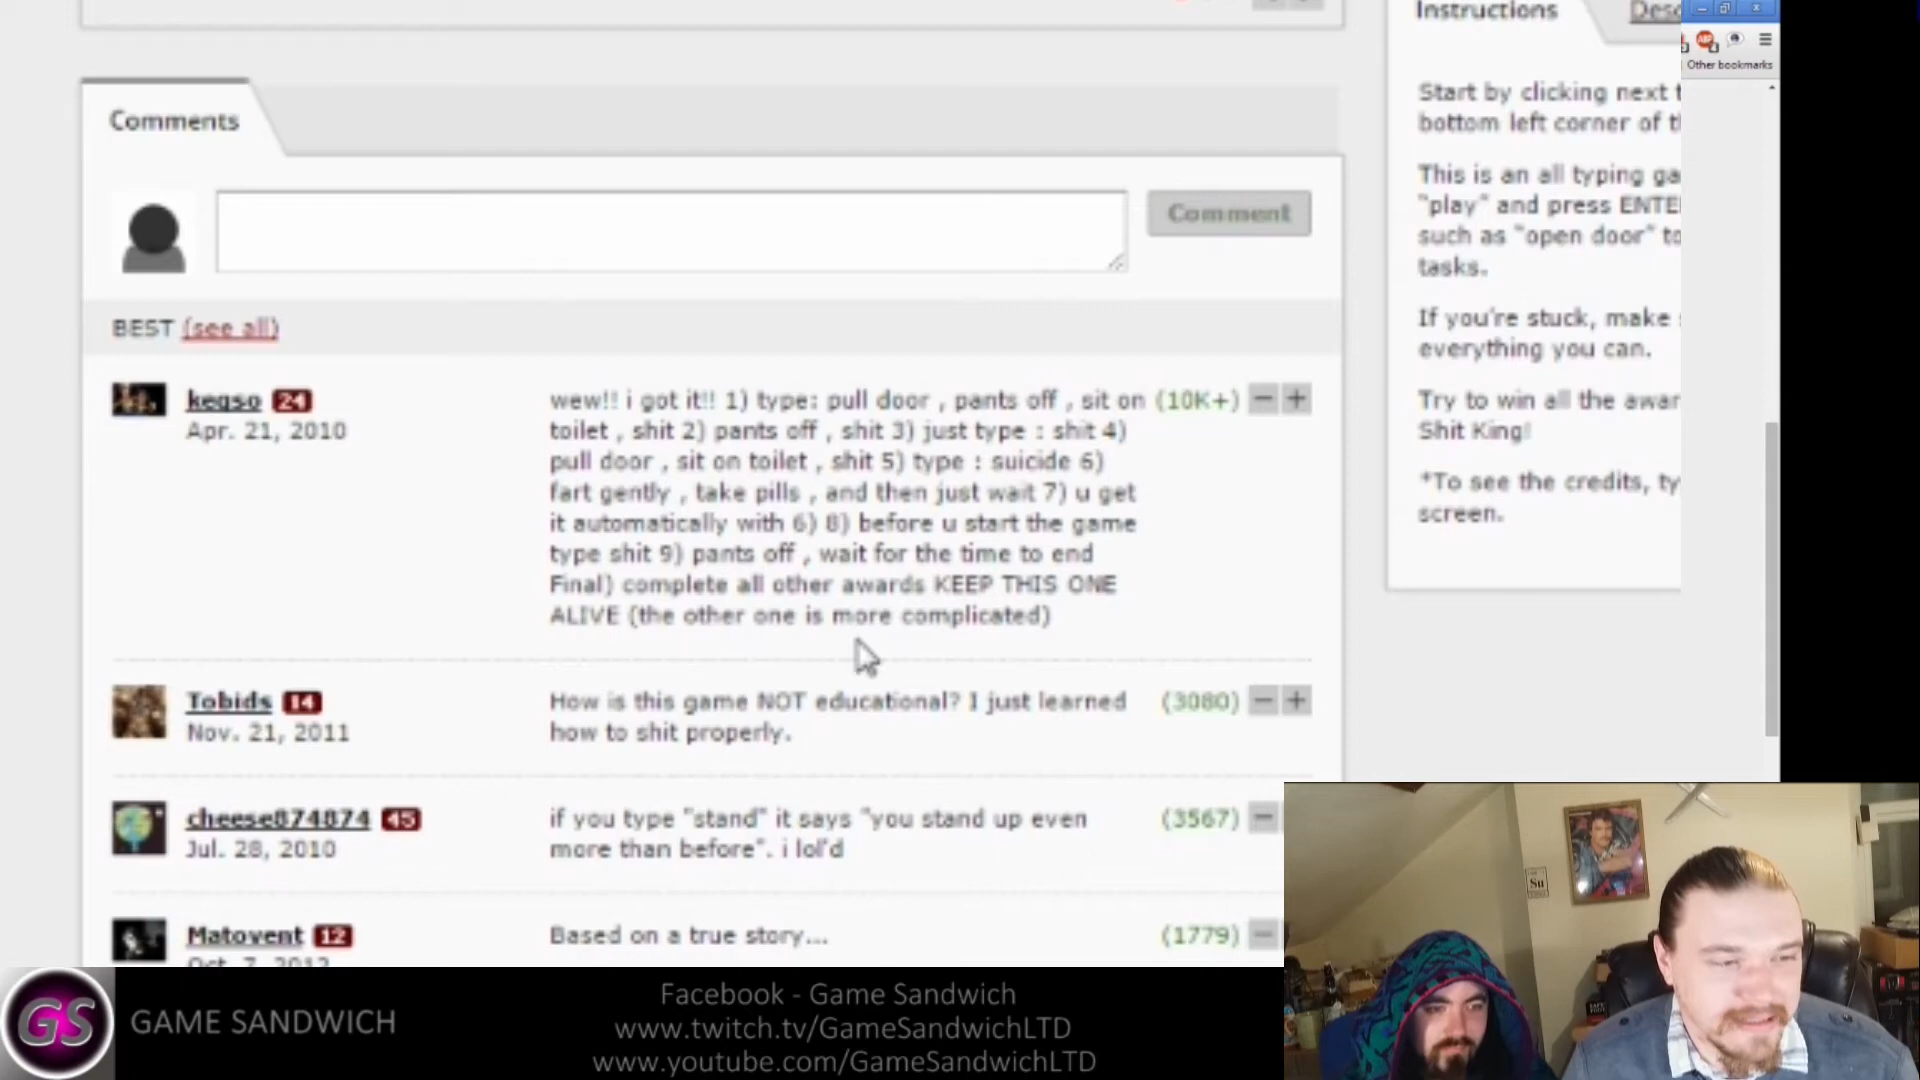 Instructions
Other bookmarks
Comments
Comment
BEST (see all)
keqso 24
Apr. 21, 2010
wew!! i got it!! 1) type: pull door , pants off , sit on
toilet , shit 2) pants off , shit 3) just type : shit 4)
pull door , sit on toilet , shit 5) type : suicide 6)
fart gently , take pills , and then just wait 7) u get
it automatically with 6) 8) before u start the game
type shit 9) pants off , wait for the time to end
Final) complete all other awards KEEP THIS ONE
ALIVE (the other one is more complicated)
(10K+)
Tobids 14
Nov. 21, 2011
How is this game NOT educational? I just learned
how to shit properly.
(3080)
cheese874874 45
Jul. 28, 2010
if you type "stand" it says "you stand up even
more than before". i lol'd
(3567)
Matovent 12
Oct. 7, 2012
Based on a true story...
(1779)
Start by clicking next
bottom left corner of
This is an all typing
"play" and press
such as "open door"
tasks.
If you're stuck, make
everything you can.
Try to win all the
Shit King!
*To see the credits,
screen.
ABP
Su
GS
GAME SANDWICH
Facebook - Game Sandwich
www.twitch.tv/GameSandwichLTD
www.youtube.com/GameSandwichLTD